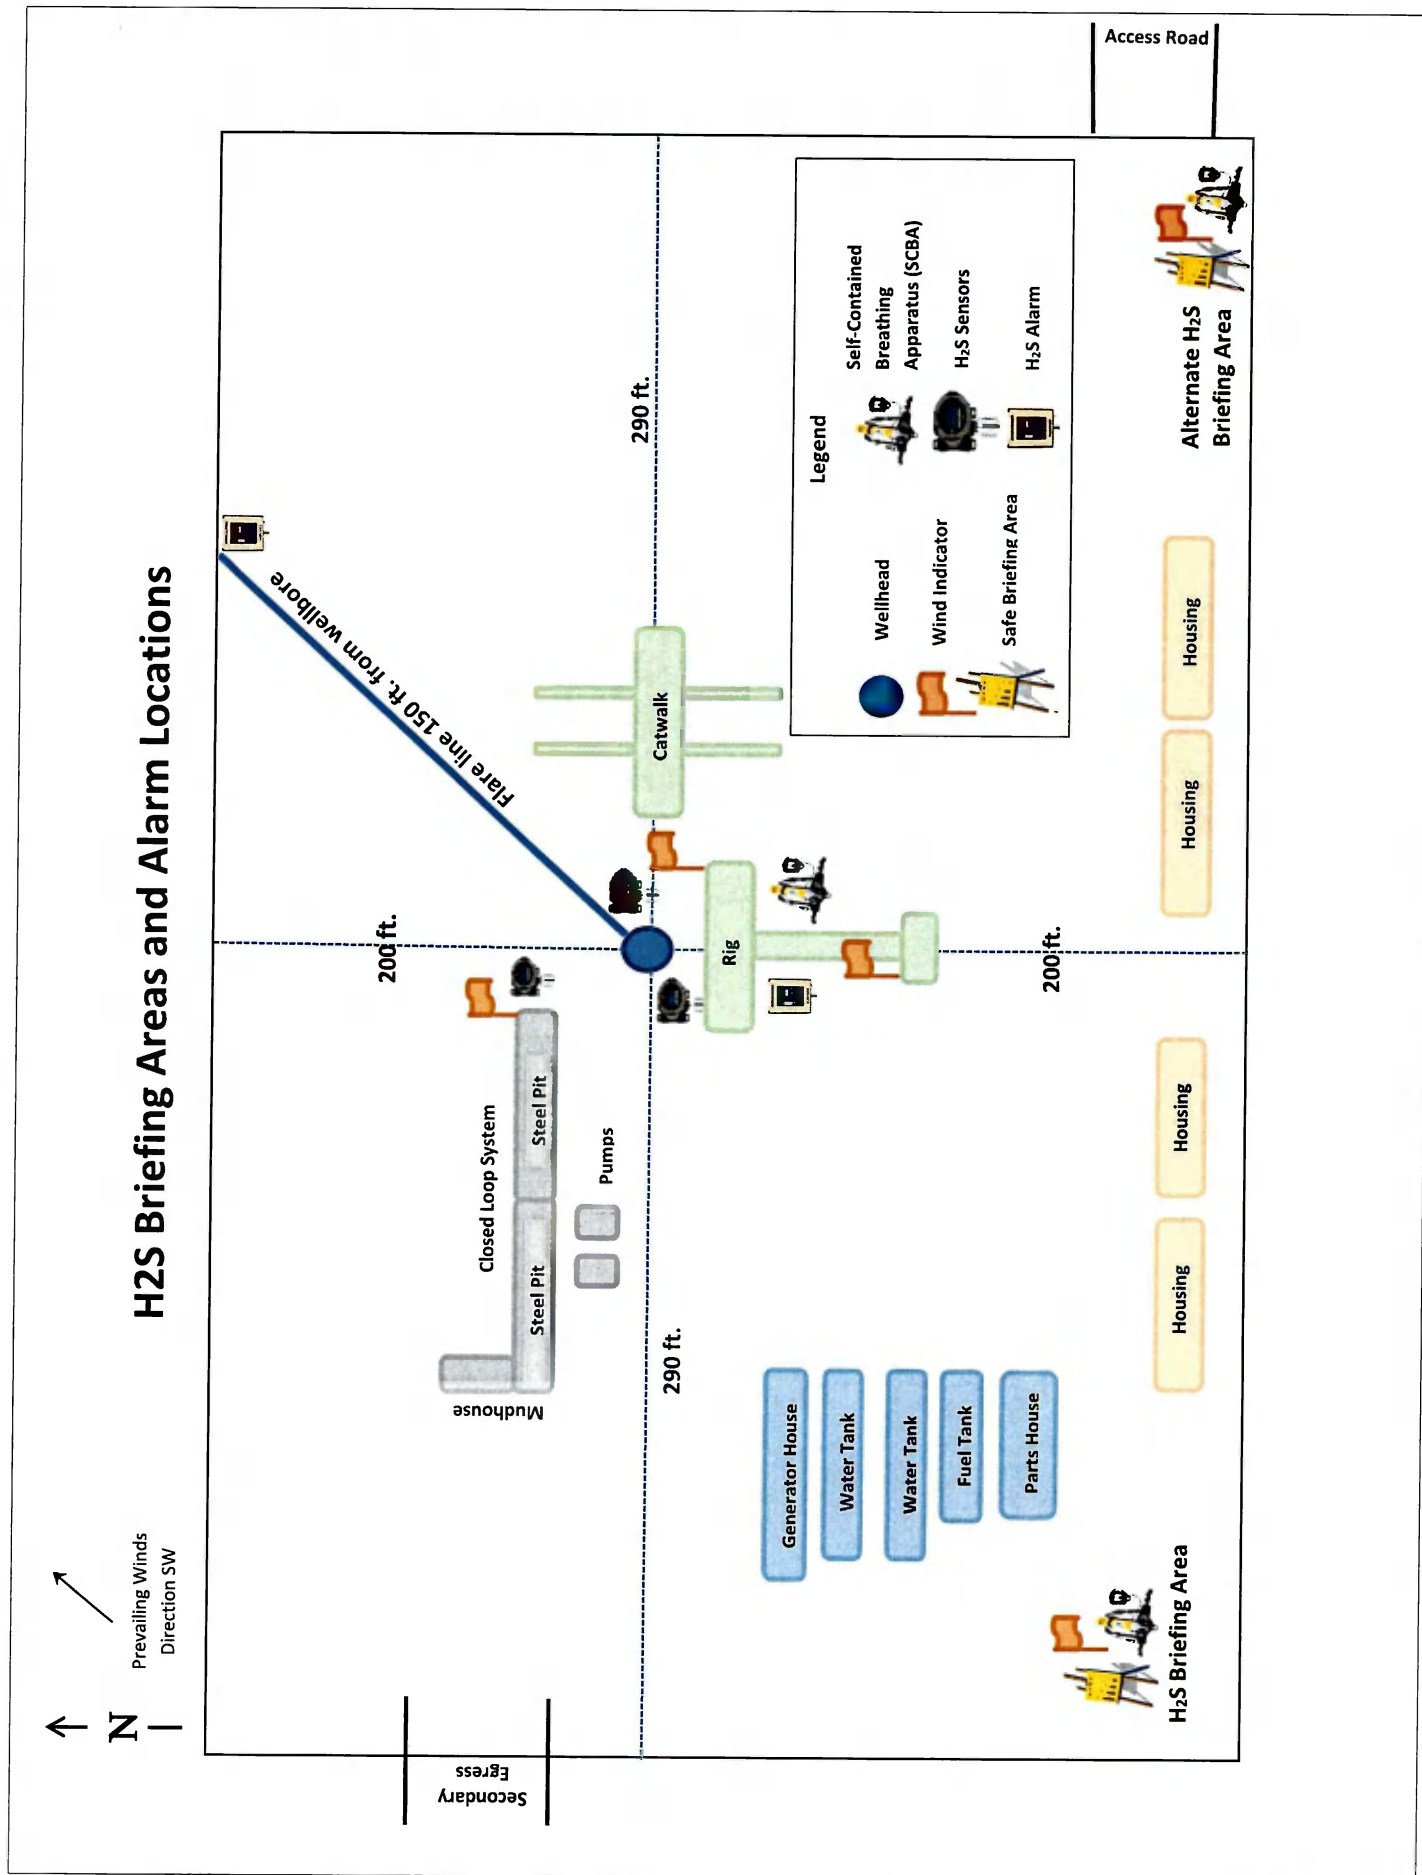 H2S Briefing Areas and Alarm Locations
N
Prevailing Winds
Direction SW
Secondary
Egress
Access Road
200 ft.
290 ft.
290 ft.
200 ft.
Flare line 150 ft. from wellbore
Closed Loop System
Mudhouse
Steel Pit
Steel Pit
Pumps
Catwalk
Rig
Generator House
Water Tank
Water Tank
Fuel Tank
Parts House
Legend
Wellhead
Wind Indicator
Safe Briefing Area
Self-Contained
Breathing
Apparatus (SCBA)
H₂S Sensors
H₂S Alarm
H₂S Briefing Area
Housing
Housing
Housing
Housing
Alternate H₂S
Briefing Area